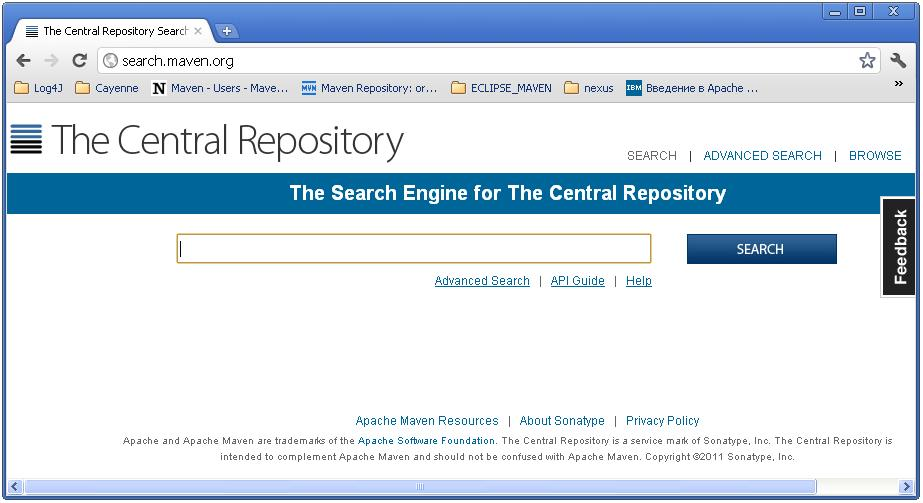 The Central Repository Search
search.maven.org
Log4J Cayenne Maven - Users - Mave... Maven Repository: or... ECLIPSE_MAVEN nexus IBM Введение в Apache ... »
The Central Repository
SEARCH | ADVANCED SEARCH | BROWSE
The Search Engine for The Central Repository
Feedback
SEARCH
Advanced Search | API Guide | Help
Apache Maven Resources | About Sonatype | Privacy Policy
Apache and Apache Maven are trademarks of the Apache Software Foundation. The Central Repository is a service mark of Sonatype, Inc. The Central Repository is
intended to complement Apache Maven and should not be confused with Apache Maven. Copyright ©2011 Sonatype, Inc.